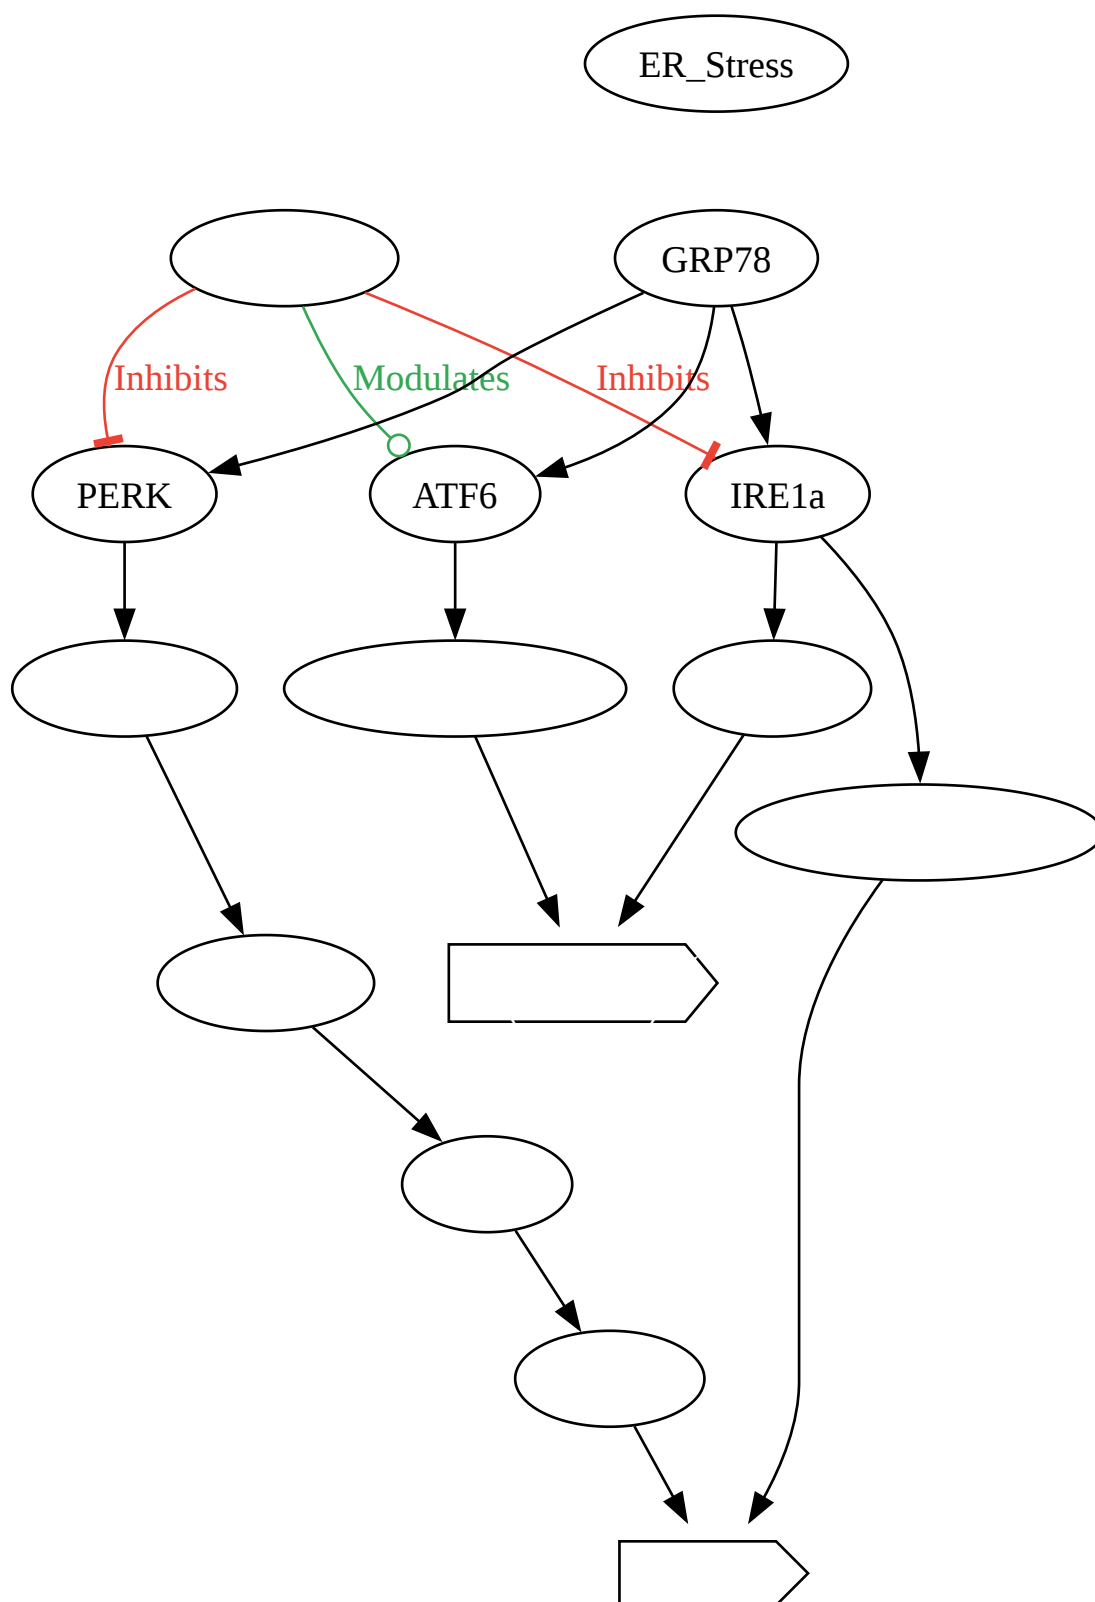 ER_Stress
GRP78
Inhibits
Modulates
Inhibits
PERK
ATF6
IRE1a